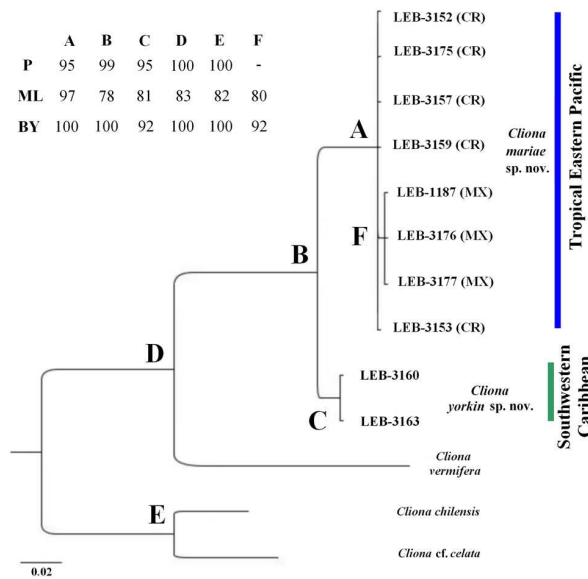 A B C D E F
P 95 99 95 100 100 -
ML 97 78 81 83 82 80
BY 100 100 92 100 100 92
LEB-3152 (CR)
LEB-3175 (CR)
LEB-3157 (CR)
A
LEB-3159 (CR)
Cliona
mariae
sp. nov.
LEB-1187 (MX)
F
LEB-3176 (MX)
B
LEB-3177 (MX)
LEB-3153 (CR)
Tropical Eastern Pacific
D
LEB-3160
Cliona
yorkin sp. nov.
C
LEB-3163
Southwestern
Caribbean
Cliona
vermifera
E
Cliona chilensis
Cliona cf. celata
0.02